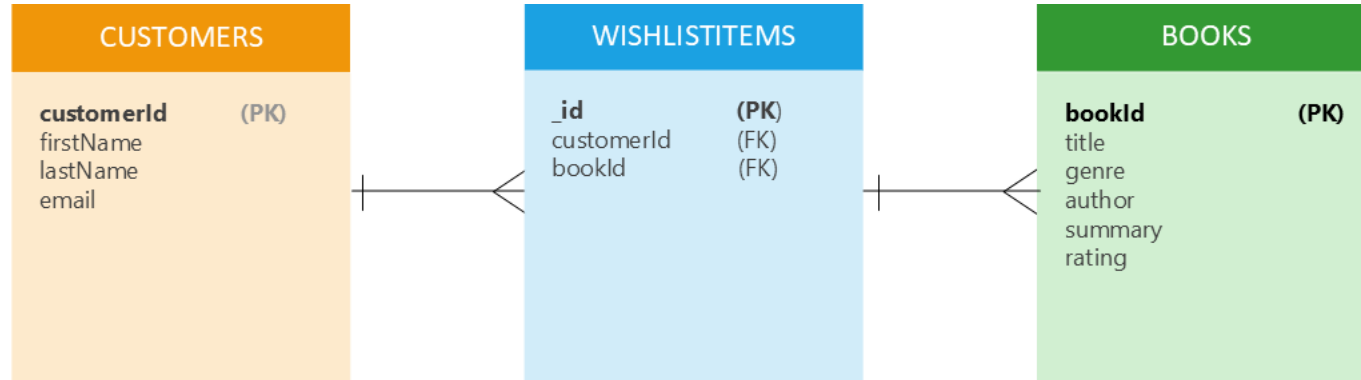 CUSTOMERS
customerId (PK)
firstName
lastName
email
WISHLISTITEMS
_id (PK)
customerId (FK)
bookId (FK)
BOOKS
bookId (PK)
title
genre
author
summary
rating